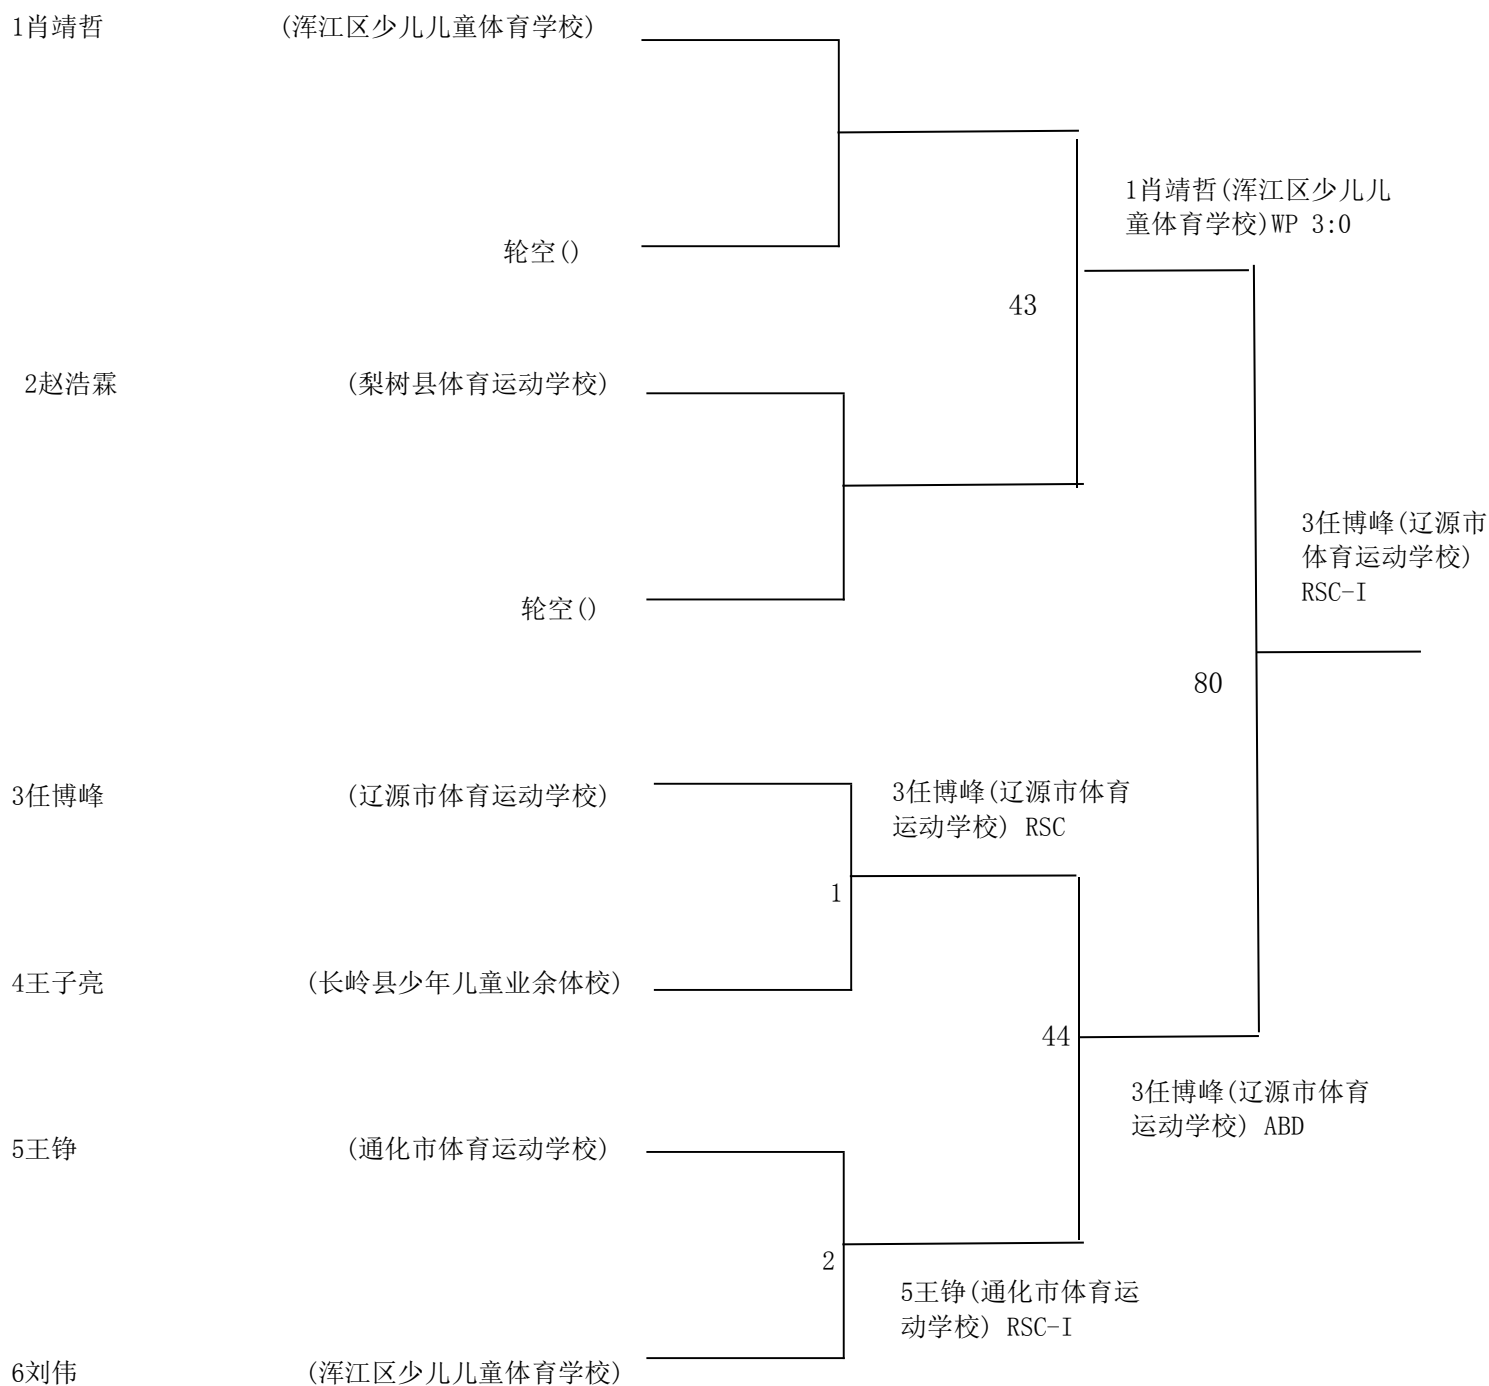 1肖靖哲 (浑江区少儿儿童体育学校)
1肖靖哲(浑江区少儿儿
童体育学校)WP 3:0
轮空()
43
2赵浩霖 (梨树县体育运动学校)
3任博峰(辽源市
体育运动学校)
RSC-I
轮空()
80
3任博峰 (辽源市体育运动学校)
3任博峰(辽源市体育
运动学校) RSC
1
4王子亮 (长岭县少年儿童业余体校)
44
3任博峰(辽源市体育
运动学校) ABD
5王铮 (通化市体育运动学校)
2
5王铮(通化市体育运
动学校) RSC-I
6刘伟 (浑江区少儿儿童体育学校)